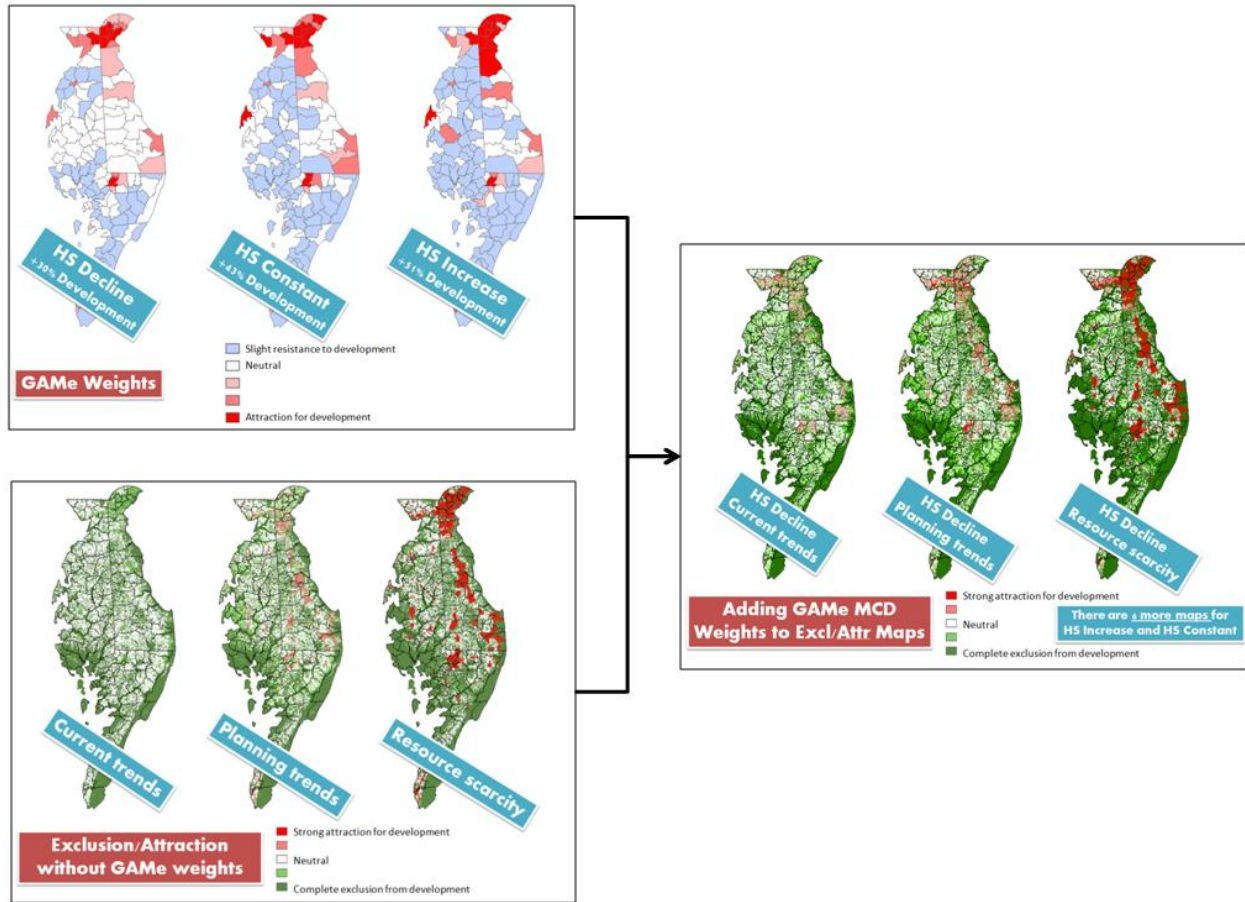 HS Decline
+30% Development
HS Constant
+43% Development
HS Increase
+51% Development
Slight resistance to development
Neutral
Attraction for development
GAMe Weights
Current trends
Planning trends
Resource scarcity
Exclusion/Attraction
without GAMe weights
Strong attraction for development
Neutral
Complete exclusion from development
HS Decline
Current trends
HS Decline
Planning trends
HS Decline
Resource scarcity
Adding GAMe MCD
Weights to Excl/Attr Maps
Strong attraction for development
Neutral
Complete exclusion from development
There are 6 more maps for
HS Increase and HS Constant